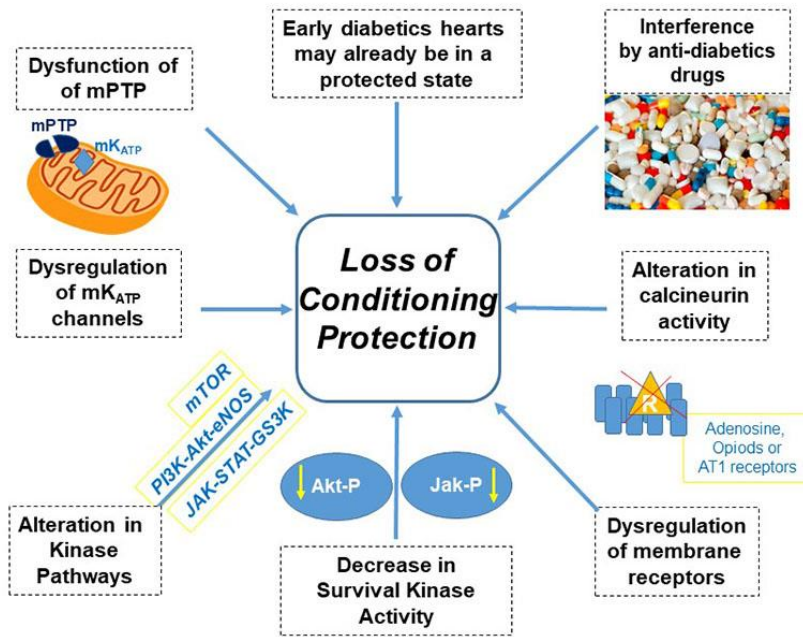 Early diabetics hearts
may already be in a
protected state
Interference
by anti-diabetics
drugs
Dysfunction of
of mPTP
mPTP
mKATP
Loss of
Conditioning
Protection
Dysregulation
of mKATP
channels
Alteration in
calcineurin
activity
mTOR
PI3K-Akt-eNOS
JAK-STAT-GS3K
R
Adenosine,
Opiods or
AT1 receptors
Akt-P
Jak-P
Alteration in
Kinase
Pathways
Decrease in
Survival Kinase
Activity
Dysregulation
of membrane
receptors